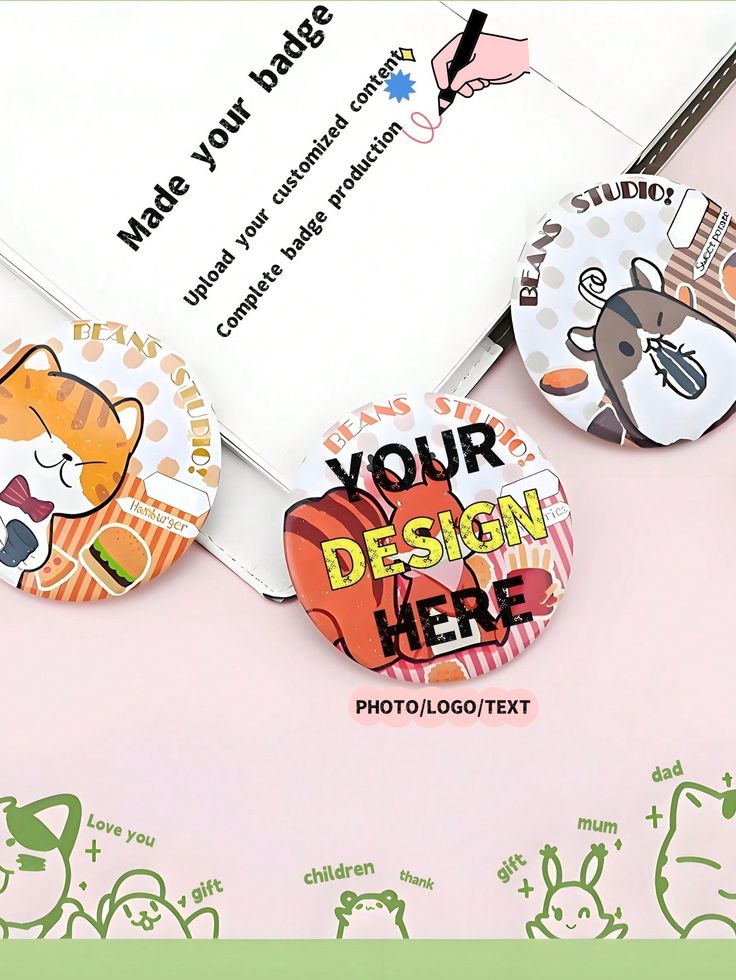 Made your badge
Upload your customized content
Complete badge production
BEANS STUDIO!
Sweet potato
BEANS STUDIO!
Hamburger
BEANS STUDIO!
YOUR
DESIGN
HERE
PHOTO/LOGO/TEXT
Love you
gift
children
thank
gift
mum
dad